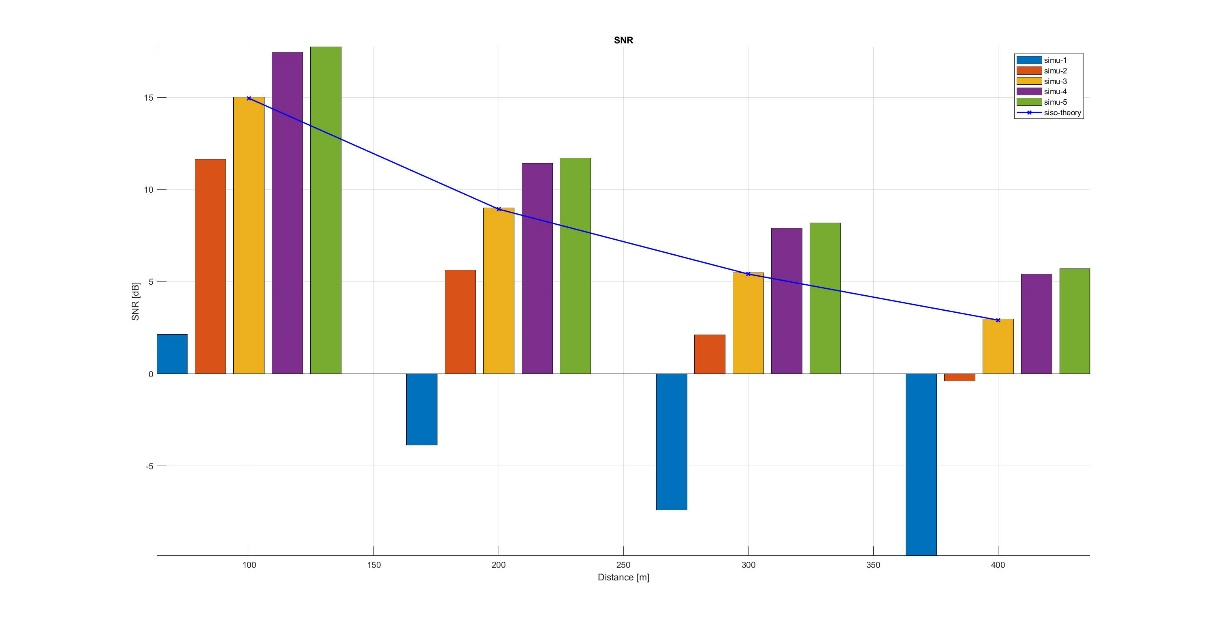 SNR
simu-1
simu-2
simu-3
simu-4
simu-5
siso-theory
15
10
5
0
-5
SNR [dB]
100 150 200 250 300 350 400
Distance [m]